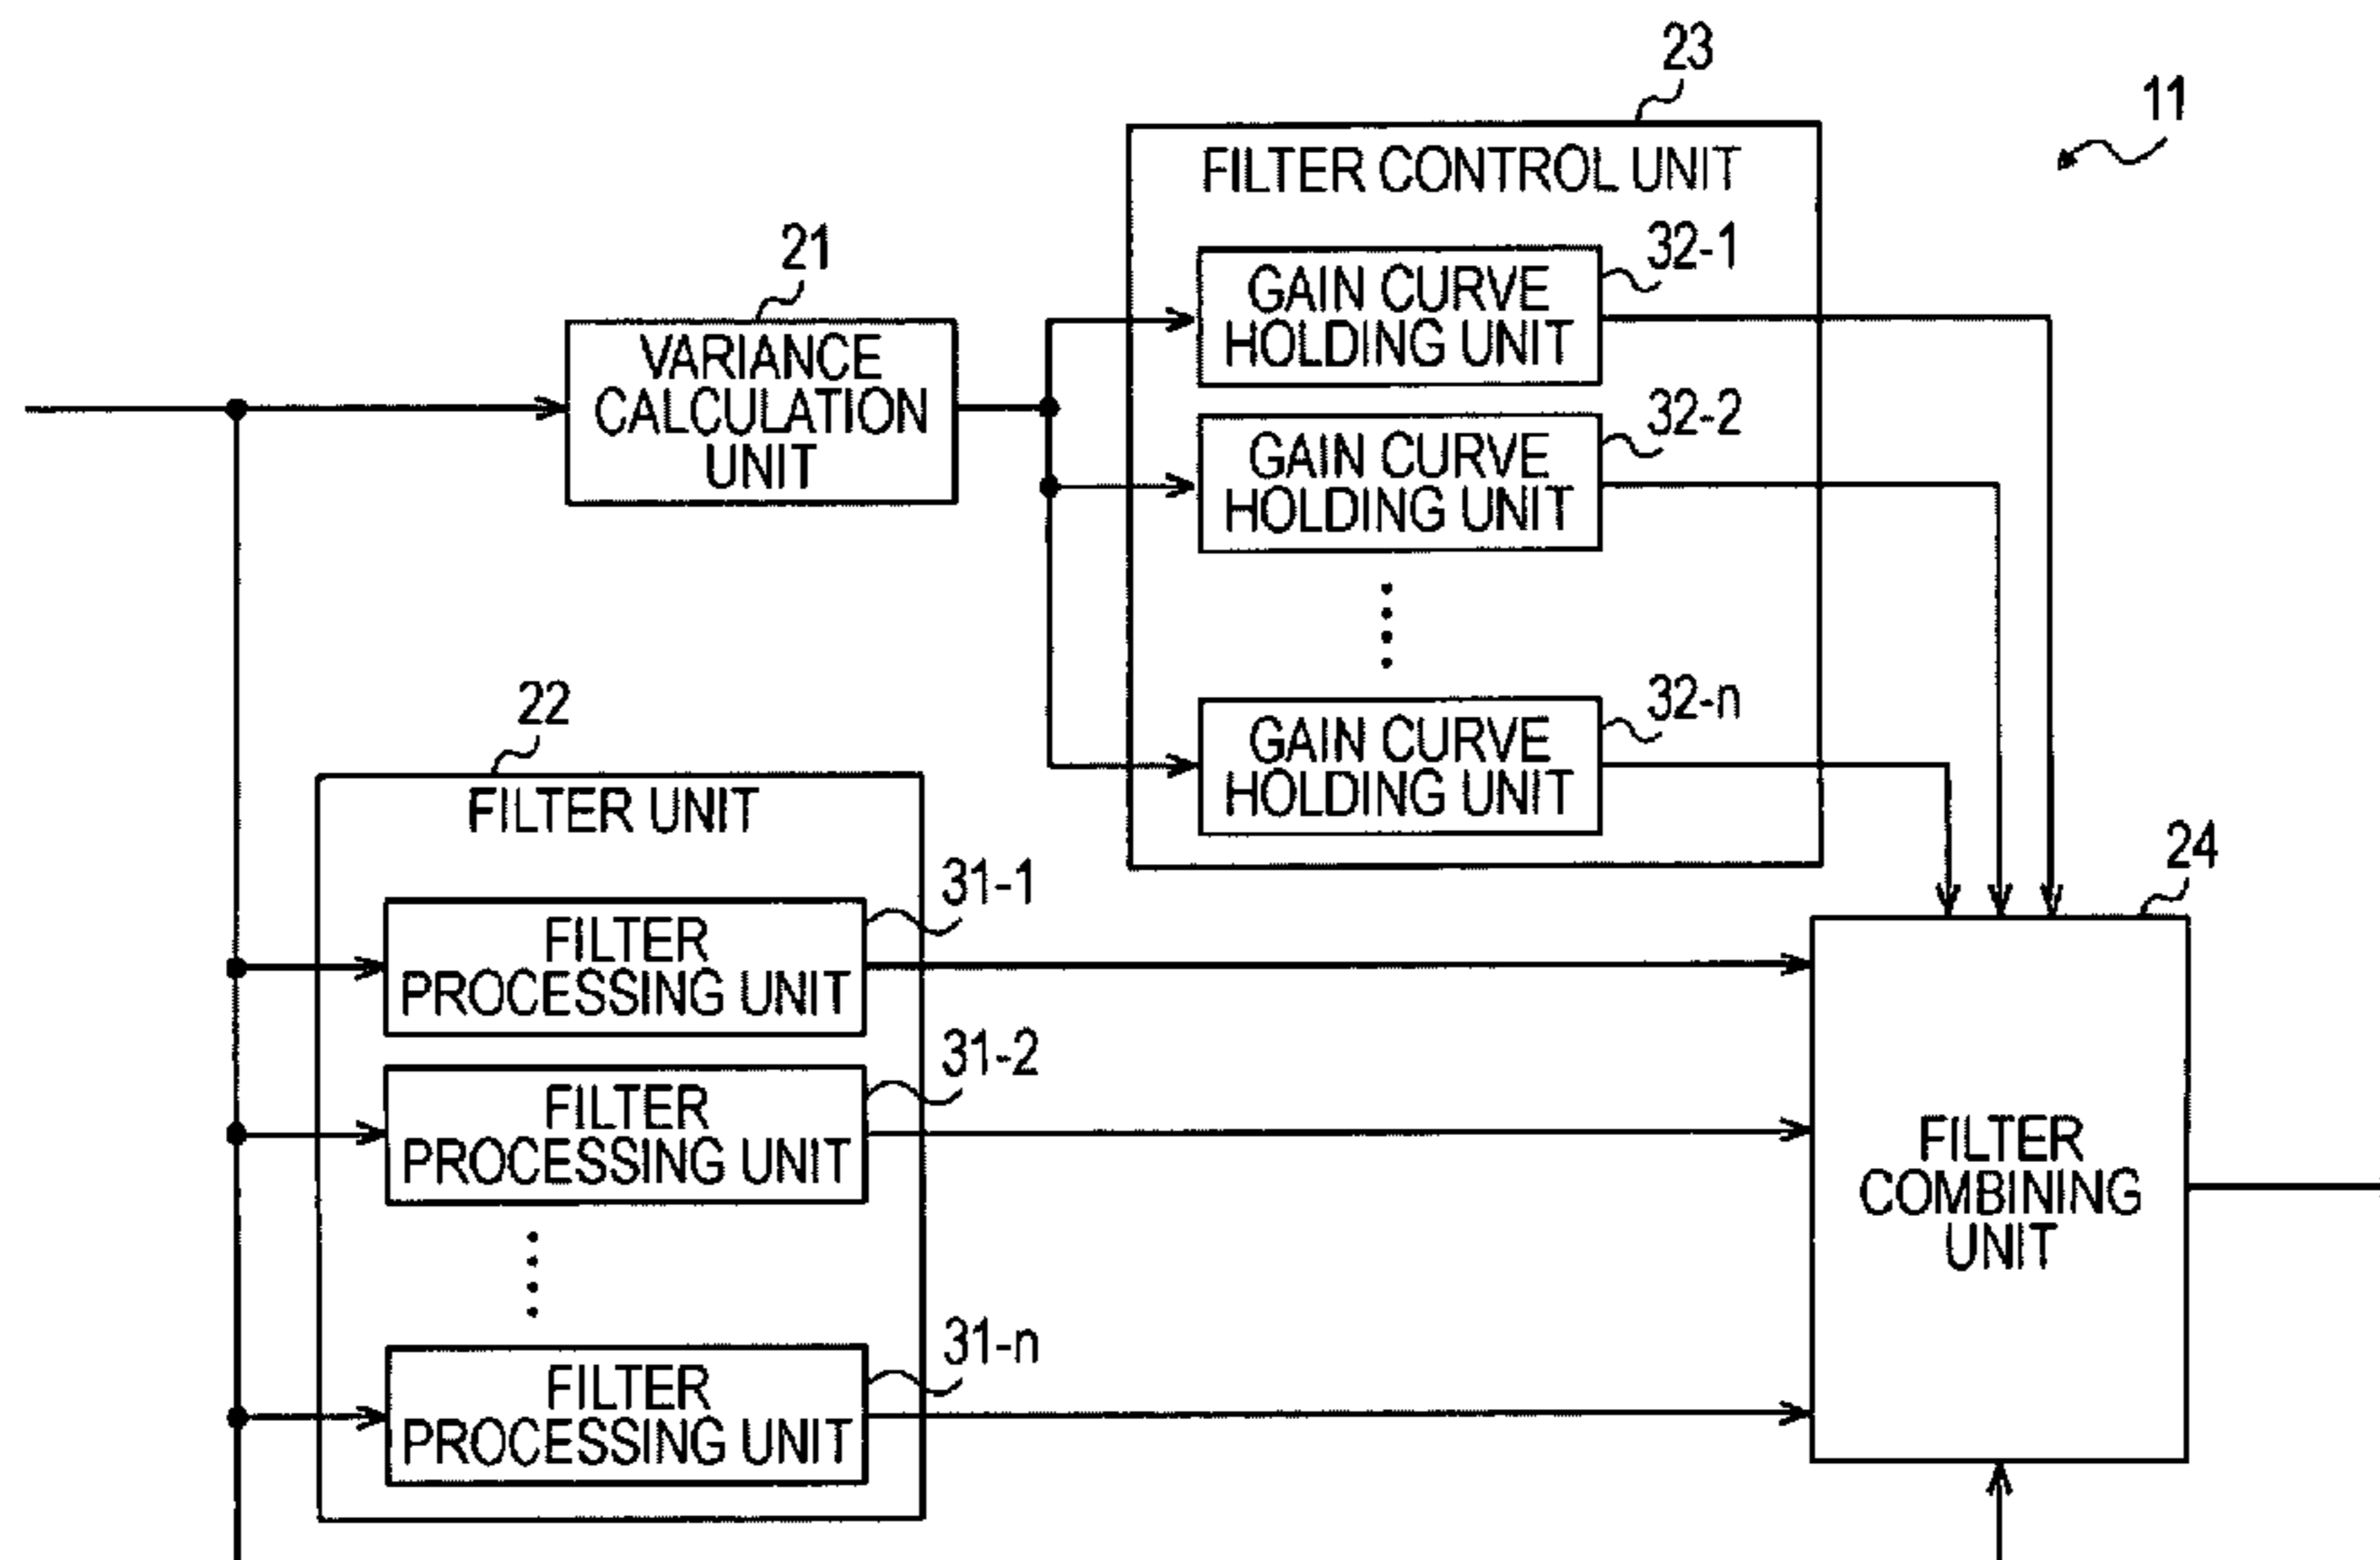 23
11
FILTER CONTROL UNIT
21
32-1
GAIN CURVE
HOLDING UNIT
VARIANCE
CALCULATION
UNIT
32-2
GAIN CURVE
HOLDING UNIT
32-n
GAIN CURVE
HOLDING UNIT
22
FILTER UNIT
24
31-1
FILTER
PROCESSING UNIT
31-2
FILTER
PROCESSING UNIT
FILTER
COMBINING
UNIT
31-n
FILTER
PROCESSING UNIT